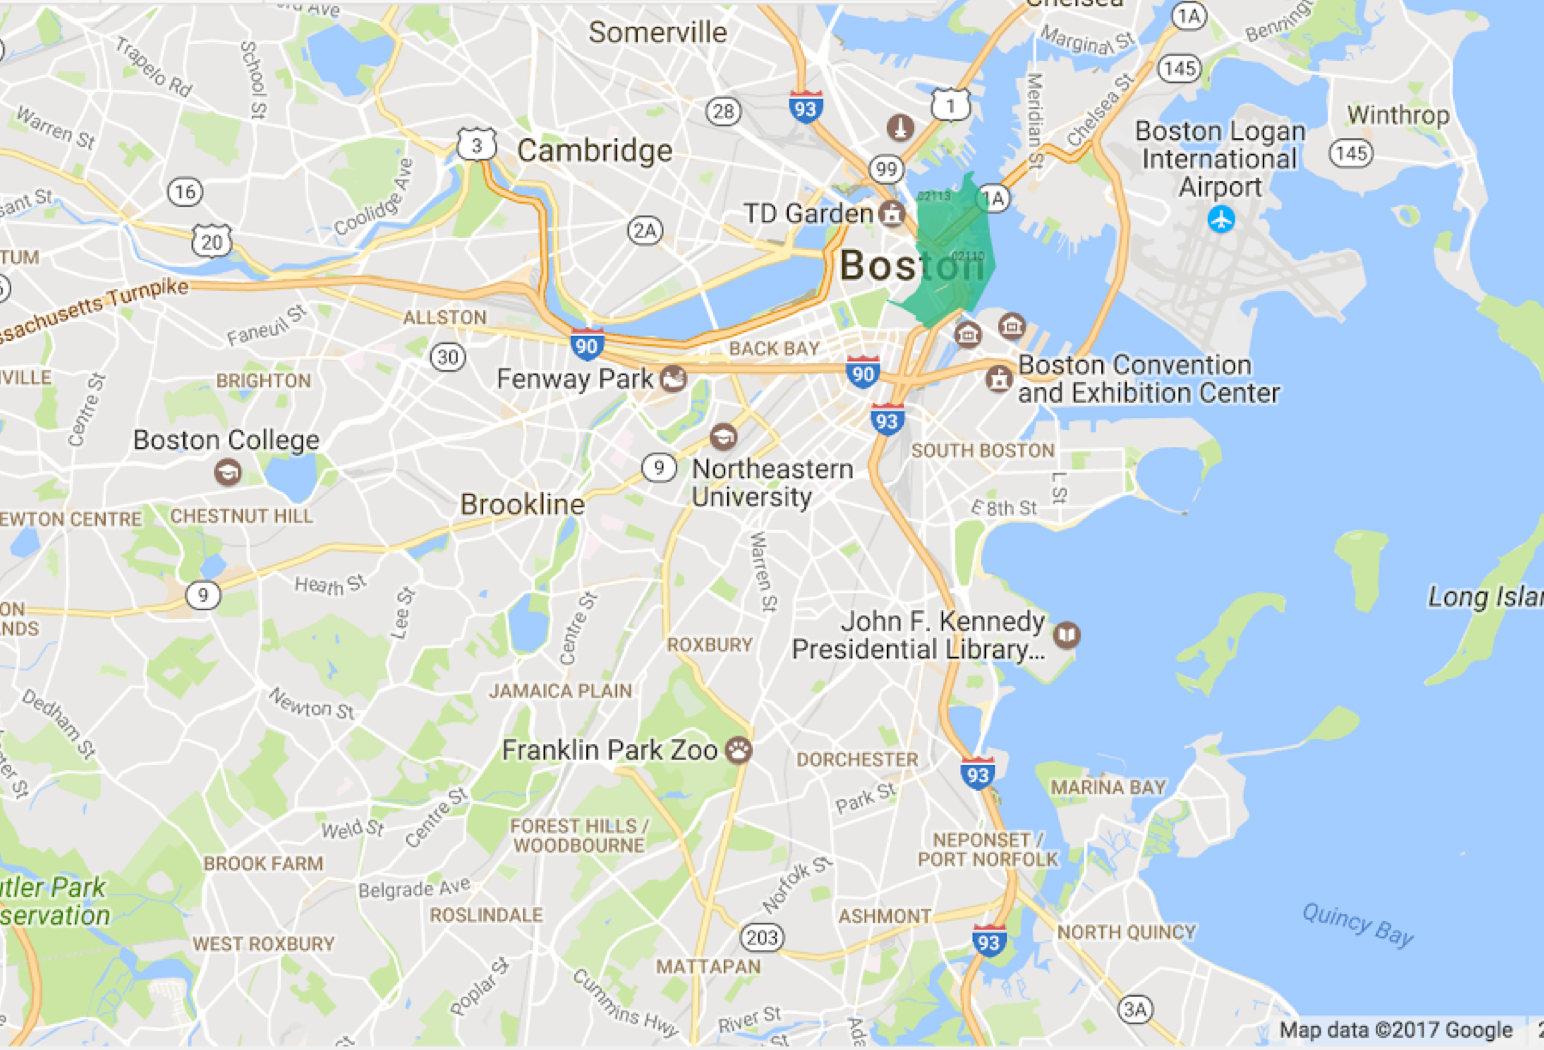 Somerville
Marginal St
1A
Bennington
Trapelo Rd
School St
145
28
93
1
Meridian St
Chelsea St
Winthrop
Warren St
3
Cambridge
Boston Logan
International
Airport
145
99
16
Coolidge Ave
02113
1A
TD Garden
2A
20
Boston
02110
Massachusetts Turnpike
Faneuil St
ALLSTON
90
BACK BAY
30
Fenway Park
90
Boston Convention
and Exhibition Center
BRIGHTON
Centre St
93
Boston College
SOUTH BOSTON
9
Northeastern
University
L St
Brookline
E 8th St
NEWTON CENTRE
CHESTNUT HILL
Warren St
Heath St
9
Lee St
Centre St
Long Islan
John F. Kennedy
Presidential Library...
ROXBURY
JAMAICA PLAIN
Newton St
Dedham St
Franklin Park Zoo
DORCHESTER
93
MARINA BAY
Park St
Centre St
Weld St
FOREST HILLS /
WOODBOURNE
NEPONSET /
PORT NORFOLK
BROOK FARM
Belgrade Ave
Norfolk St
utler Park
servation
ROSLINDALE
ASHMONT
Quincy Bay
WEST ROXBURY
203
93
NORTH QUINCY
MATTAPAN
Poplar St
Cummins Hwy
River St
3A
Map data ©2017 Google